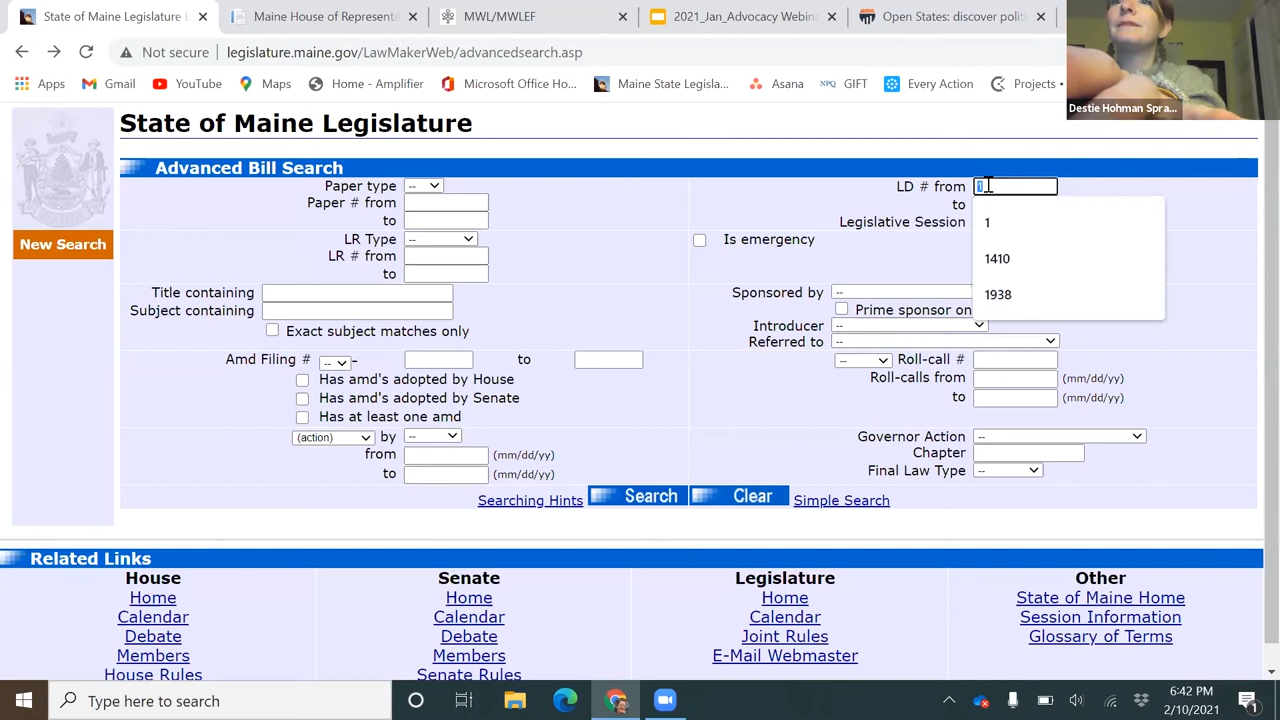 State of Maine Legislature B
Maine House of Representa
MWL/MWLEF
2021_Jan_Advocacy Webina
Open States: discover politi
Not secure legislature.maine.gov/LawMakerWeb/advancedsearch.asp
Apps Gmail YouTube Maps Home - Amplifier Microsoft Office Ho... Maine State Legisla... Asana NPQ GIFT Every Action Projects
Destie Hohman Spra...
State of Maine Legislature
Advanced Bill Search
New Search
Paper type --
Paper # from
to
LR Type --
LR # from
to
LD # from 1
to
Legislative Session
Is emergency
1
1410
1938
Title containing
Subject containing
Exact subject matches only
Sponsored by --
Prime sponsor on
Introducer --
Referred to --
Amd Filing # -- - to
Has amd's adopted by House
Has amd's adopted by Senate
Has at least one amd
-- Roll-call #
Roll-calls from (mm/dd/yy)
to (mm/dd/yy)
(action) by --
from (mm/dd/yy)
to (mm/dd/yy)
Governor Action --
Chapter
Final Law Type --
Searching Hints Search Clear Simple Search
Related Links
House
Home
Calendar
Debate
Members
House Rules
Senate
Home
Calendar
Debate
Members
Senate Rules
Legislature
Home
Calendar
Joint Rules
E-Mail Webmaster
Other
State of Maine Home
Session Information
Glossary of Terms
Type here to search
6:42 PM
2/10/2021
1